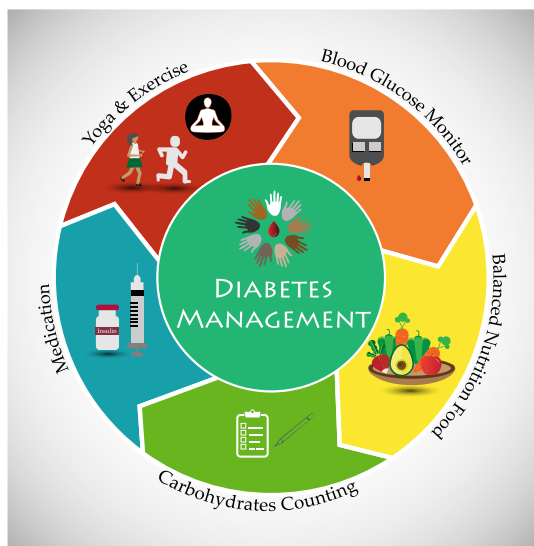 Yoga & Exercise
Blood Glucose Monitor
Balanced Nutrition Food
Carbohydrates Counting
Medication
Insulin
DIABETES
MANAGEMENT